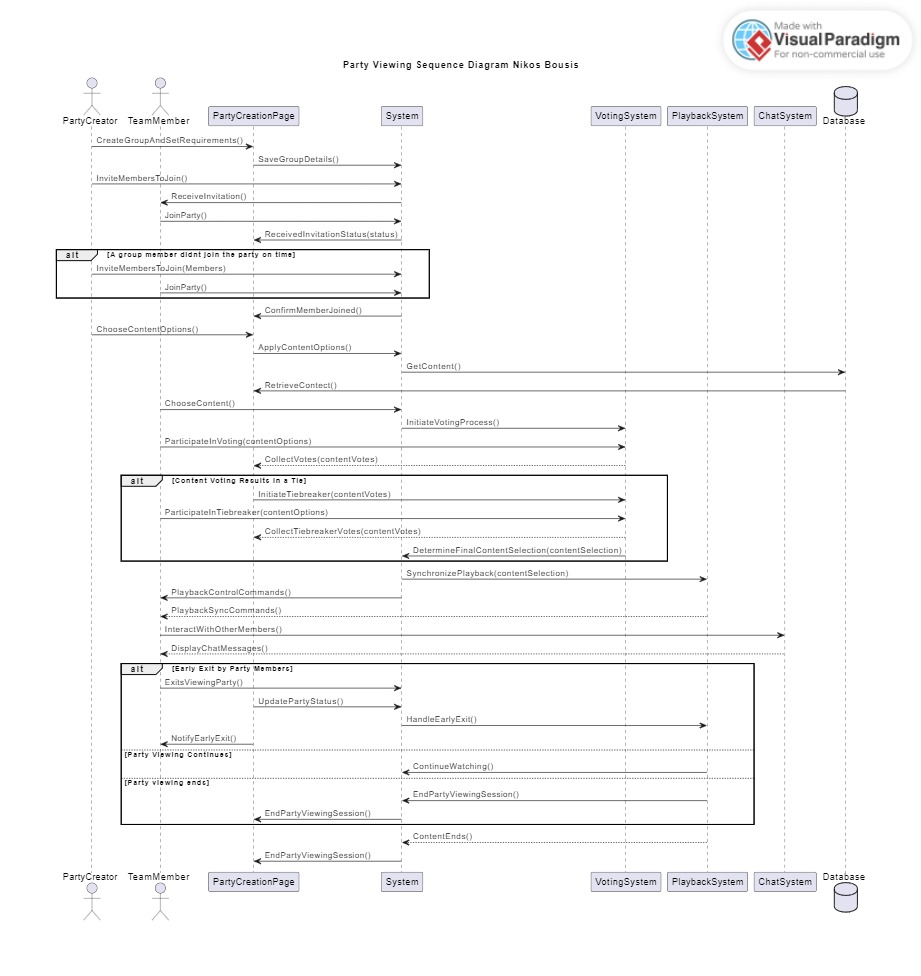 Made with
VisualParadigm
For non-commercial use
Party Viewing Sequence Diagram Nikos Bousis
PartyCreator TeamMember PartyCreationPage System VotingSystem PlaybackSystem ChatSystem Database
CreateGroupAndSetRequirements()
SaveGroupDetails()
InviteMembersToJoin()
ReceiveInvitation()
JoinParty()
ReceivedInvitationStatus(status)
alt [A group member didnt join the party on time]
InviteMembersToJoin(Members)
JoinParty()
ConfirmMemberJoined()
ChooseContentOptions()
ApplyContentOptions()
GetContent()
RetrieveContect()
ChooseContent()
InitiateVotingProcess()
ParticipateInVoting(contentOptions)
CollectVotes(contentVotes)
alt [Content Voting Results in a Tie]
InitiateTiebreaker(contentVotes)
ParticipateInTiebreaker(contentOptions)
CollectTiebreakerVotes(contentVotes)
DetermineFinalContentSelection(contentSelection)
SynchronizePlayback(contentSelection)
PlaybackControlCommands()
PlaybackSyncCommands()
InteractWithOtherMembers()
DisplayChatMessages()
alt [Early Exit by Party Members]
ExitsViewingParty()
UpdatePartyStatus()
HandleEarlyExit()
NotifyEarlyExit()
[Party Viewing Continues]
ContinueWatching()
[Party viewing ends]
EndPartyViewingSession()
EndPartyViewingSession()
ContentEnds()
EndPartyViewingSession()
PartyCreator TeamMember PartyCreationPage System VotingSystem PlaybackSystem ChatSystem Database